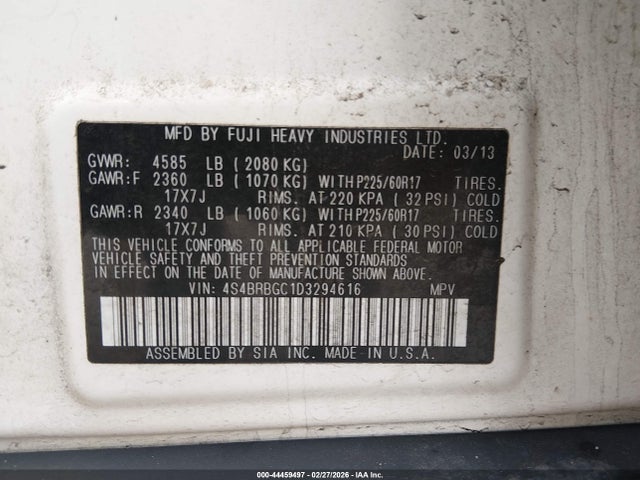 MFD BY FUJI HEAVY INDUSTRIES LTD.
DATE: 03/13
GVWR: 4585 LB ( 2080 KG)
GAWR:F 2360 LB ( 1070 KG) WITH P225/60R17 TIRES.
17X7J RIMS. AT 220 KPA ( 32 PSI) COLD
GAWR:R 2340 LB ( 1060 KG) WITH P225/60R17 TIRES.
17X7J RIMS. AT 210 KPA ( 30 PSI) COLD
THIS VEHICLE CONFORMS TO ALL APPLICABLE FEDERAL MOTOR
VEHICLE SAFETY AND THEFT PREVENTION STANDARDS
IN EFFECT ON THE DATE OF MANUFACTURE SHOWN ABOVE.
VIN: 4S4BRBGC1D3294616 MPV
ASSEMBLED BY SIA INC. MADE IN U.S.A.
000-44459497 - 02/27/2026 - IAA Inc.